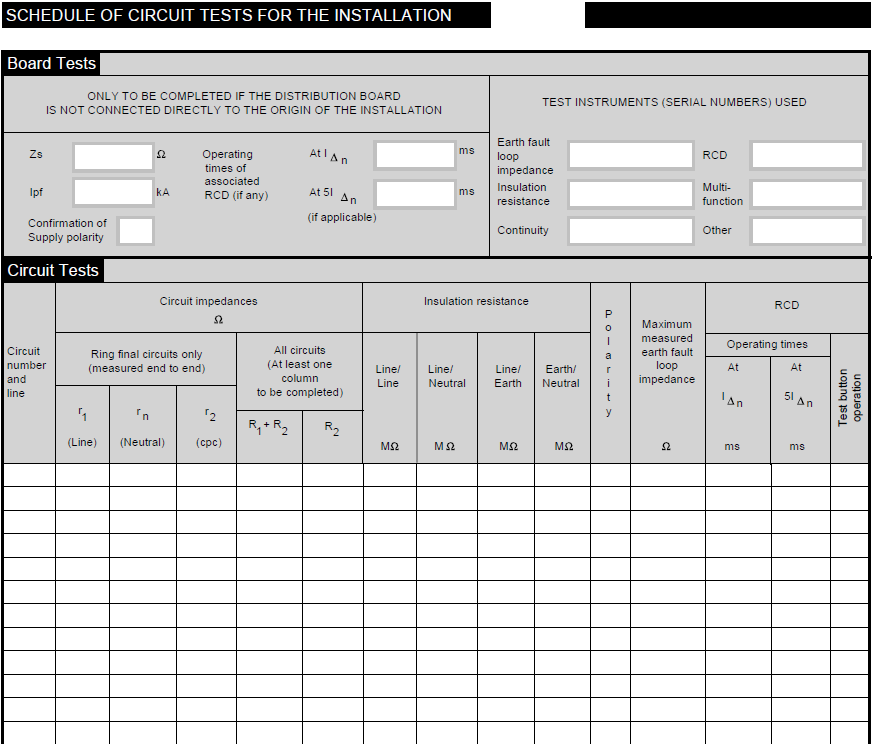 SCHEDULE OF CIRCUIT TESTS FOR THE INSTALLATION
Board Tests
ONLY TO BE COMPLETED IF THE DISTRIBUTION BOARD
IS NOT CONNECTED DIRECTLY TO THE ORIGIN OF THE INSTALLATION
Zs
Ω
Ipf
kA
Confirmation of
Supply polarity
Operating
times of
associated
RCD (if any)
At I Δn
ms
At 5I Δn
ms
(if applicable)
TEST INSTRUMENTS (SERIAL NUMBERS) USED
Earth fault
loop
impedance
RCD
Insulation
resistance
Multi-
function
Continuity
Other
Circuit Tests
Circuit
number
and
line
Circuit impedances
Ω
Ring final circuits only
(measured end to end)
r1
(Line)
rn
(Neutral)
r2
(cpc)
All circuits
(At least one
column
to be completed)
R1+ R2
R2
Insulation resistance
Line/
Line
MΩ
Line/
Neutral
MΩ
Line/
Earth
MΩ
Earth/
Neutral
MΩ
P
o
l
a
r
i
t
y
Maximum
measured
earth fault
loop
impedance
Ω
RCD
Operating times
At
I Δn
ms
At
5I Δn
ms
Test button
operation